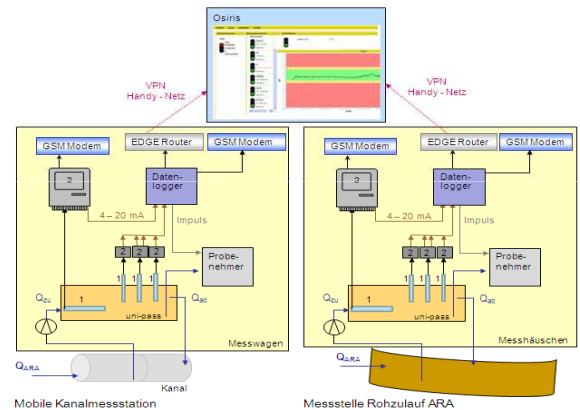 Osiris
VPN
Handy - Netz
VPN
Handy - Netz
GSM Modem
EDGE Router
GSM Modem
2
Daten-
logger
4 – 20 mA
Impuls
2
2
2
Probe-
nehmer
1
1
1
Qzu
1
Qab
uni-pass
Messwagen
QARA
Kanal
Mobile Kanalmessstation
GSM Modem
EDGE Router
GSM Modem
2
Daten-
logger
4 – 20 mA
Impuls
2
2
2
Probe-
nehmer
1
1
1
Qzu
1
Qab
uni-pass
Messhäuschen
QARA
Messstelle Rohzulauf ARA